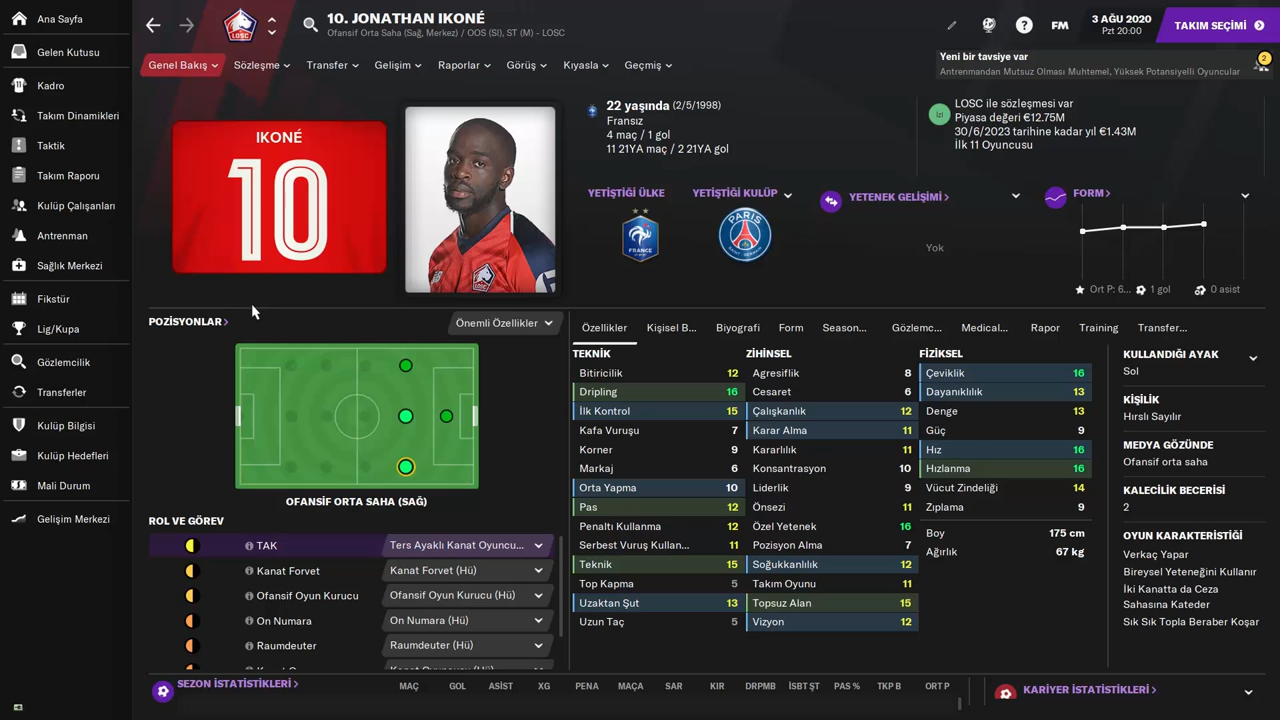 Ana Sayfa
Gelen Kutusu
Kadro
Takım Dinamikleri
Taktik
Takım Raporu
Kulüp Çalışanları
Antrenman
Sağlık Merkezi
Fikstür
Lig/Kupa
Gözlemcilik
Transferler
Kulüp Bilgisi
Kulüp Hedefleri
Mali Durum
Gelişim Merkezi
LOSC
10. JONATHAN IKONÉ
Ofansif Orta Saha (Sağ, Merkez) / OOS (Sl), ST (M) - LOSC
FM
3 AĞU 2020
Pzt 20:00
TAKIM SEÇİMİ
Genel Bakış
Sözleşme
Transfer
Gelişim
Raporlar
Görüş
Kıyasla
Geçmiş
Yeni bir tavsiye var
Antrenmandan Mutsuz Olması Muhtemel, Yüksek Potansiyelli Oyuncular
2
IKONÉ
10
22 yaşında (2/5/1998)
Fransız
4 maç / 1 gol
11 21YA maç / 2 21YA gol
İzl
LOSC ile sözleşmesi var
Piyasa değeri €12.75M
30/6/2023 tarihine kadar yıl €1.43M
İlk 11 Oyuncusu
YETİŞTİĞİ ÜLKE
FRANCE
YETİŞTİĞİ KULÜP
PARIS
YETENEK GELİŞİMİ
Yok
FORM
Ort P: 6...
1 gol
0 asist
POZİSYONLAR
Önemli Özellikler
OFANSİF ORTA SAHA (SAĞ)
ROL VE GÖREV
TAK
Ters Ayaklı Kanat Oyuncu...
Kanat Forvet
Kanat Forvet (Hü)
Ofansif Oyun Kurucu
Ofansif Oyun Kurucu (Hü)
On Numara
On Numara (Hü)
Raumdeuter
Raumdeuter (Hü)
Özellikler
Kişisel B...
Biyografi
Form
Season...
Gözlemc...
Medical...
Rapor
Training
Transfer...
TEKNİK
Bitiricilik 12
Dripling 16
İlk Kontrol 15
Kafa Vuruşu 7
Korner 9
Markaj 6
Orta Yapma 10
Pas 12
Penaltı Kullanma 12
Serbest Vuruş Kullan... 11
Teknik 15
Top Kapma 5
Uzaktan Şut 13
Uzun Taç 5
ZİHİNSEL
Agresiflik 8
Cesaret 6
Çalışkanlık 12
Karar Alma 11
Kararlılık 11
Konsantrasyon 10
Liderlik 9
Önsezi 11
Özel Yetenek 16
Pozisyon Alma 7
Soğukkanlılık 12
Takım Oyunu 11
Topsuz Alan 15
Vizyon 12
FİZİKSEL
Çeviklik 16
Dayanıklılık 13
Denge 13
Güç 9
Hız 16
Hızlanma 16
Vücut Zindeliği 14
Zıplama 9
Boy 175 cm
Ağırlık 67 kg
KULLANDIĞI AYAK
Sol
KİŞİLİK
Hırslı Sayılır
MEDYA GÖZÜNDE
Ofansif orta saha
KALECİLİK BECERİSİ
2
OYUN KARAKTERİSTİĞİ
Verkaç Yapar
Bireysel Yeteneğini Kullanır
İki Kanatta da Ceza
Sahasına Kateder
Sık Sık Topla Beraber Koşar
SEZON İSTATİSTİKLERİ
MAÇ
GOL
ASİST
XG
PENA
MAÇA
SAR
KIR
DRPMB
İSBT ŞT
PAS %
TKP B
ORT P
KARİYER İSTATİSTİKLERİ